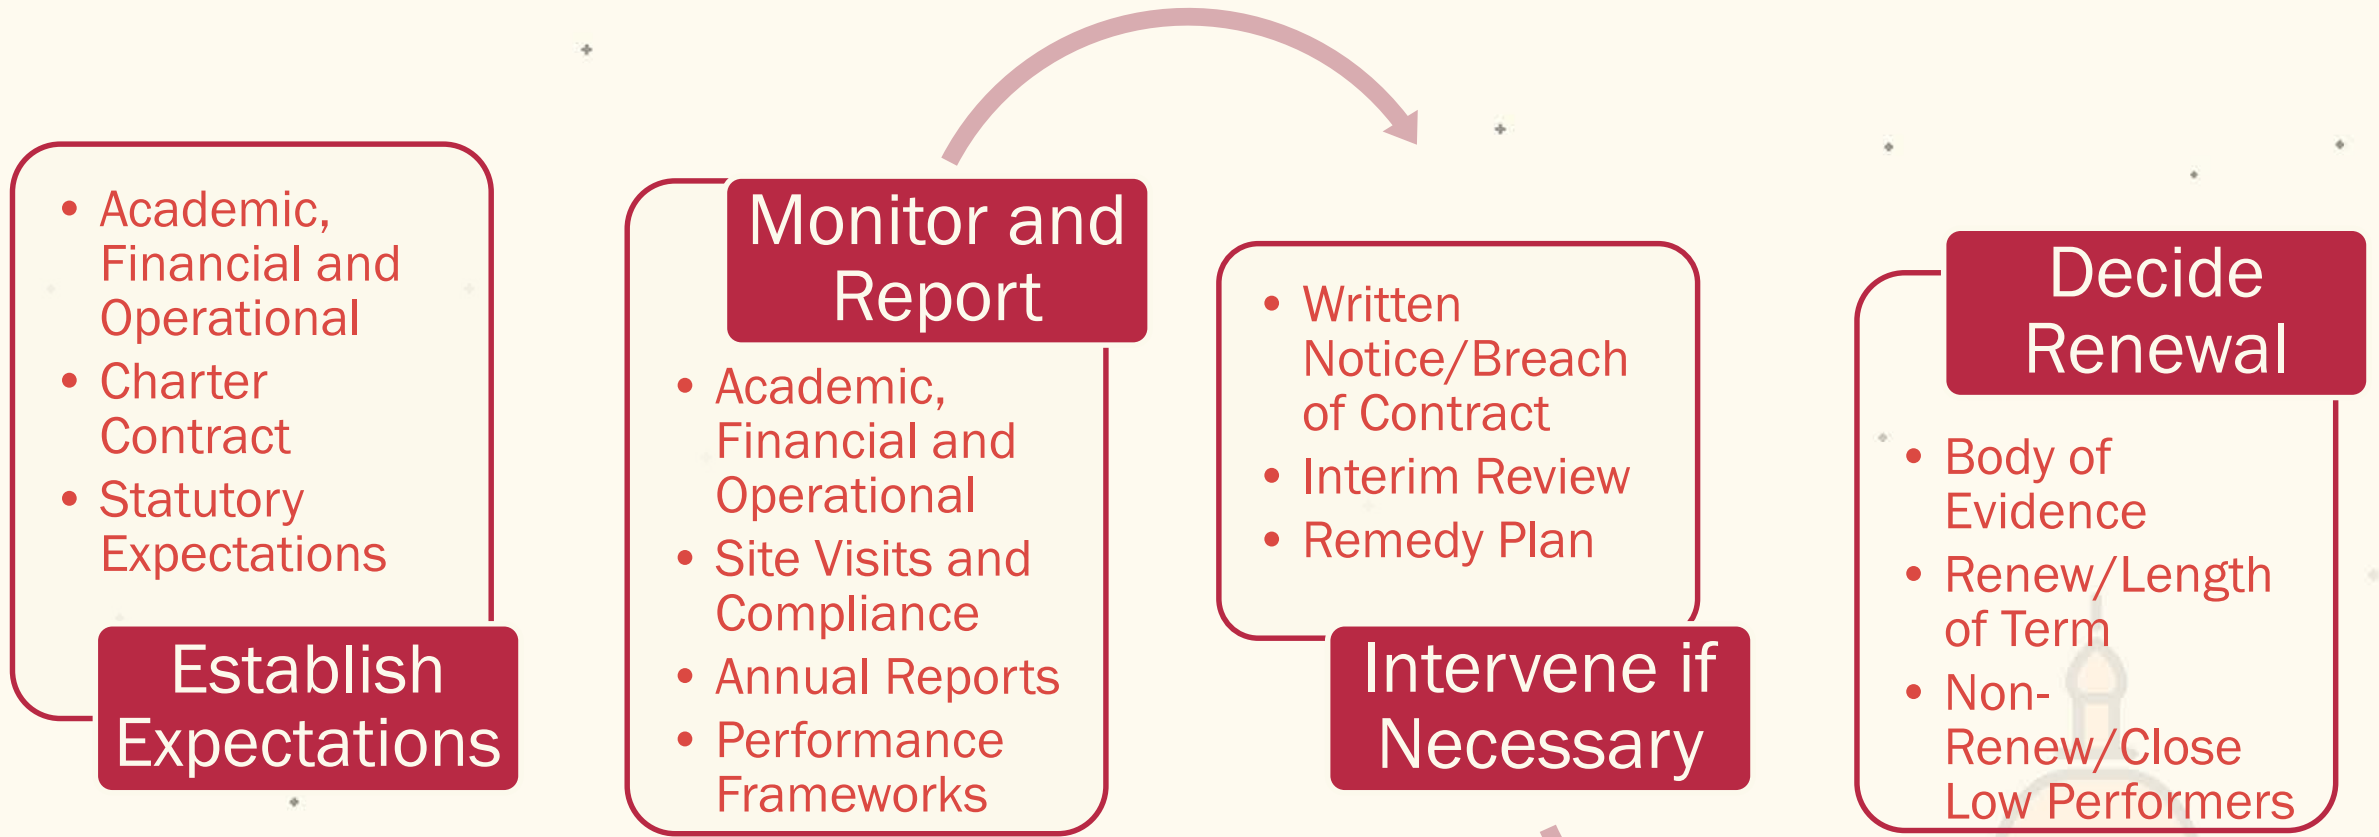 • Academic,
Financial and
Operational
• Charter
Contract
• Statutory
Expectations
Establish
Expectations
Monitor and
Report
• Academic,
Financial and
Operational
• Site Visits and
Compliance
• Annual Reports
• Performance
Frameworks
• Written
Notice/Breach
of Contract
• Interim Review
• Remedy Plan
Intervene if
Necessary
Decide
Renewal
• Body of
Evidence
• Renew/Length
of Term
• Non-
Renew/Close
Low Performers